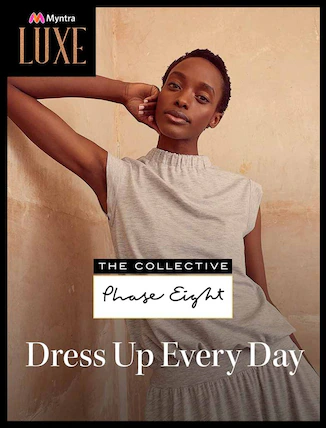 Myntra
LUXE
THE COLLECTIVE
Phase Eight
Dress Up Every Day